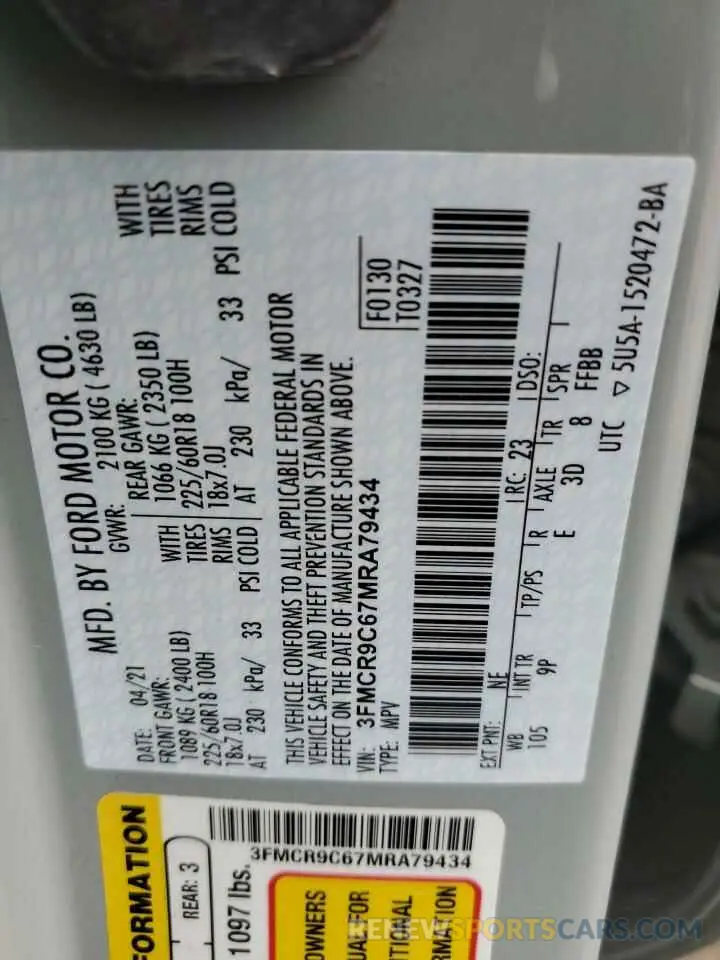 MFD. BY FORD MOTOR CO.
DATE: 04/21 GVWR: 2100 KG ( 4630 LB)
FRONT GAWR: REAR GAWR:
1089 KG ( 2400 LB) WITH 1066 KG ( 2350 LB) WITH
225/60R18 100H TIRES 225/60R18 100H TIRES
18x7.0J RIMS 18x7.0J RIMS
AT 230 kPa/ 33 PSI COLD AT 230 kPa/ 33 PSI COLD
THIS VEHICLE CONFORMS TO ALL APPLICABLE FEDERAL MOTOR
VEHICLE SAFETY AND THEFT PREVENTION STANDARDS IN
EFFECT ON THE DATE OF MANUFACTURE SHOWN ABOVE.
VIN: 3FMCR9C67MRA79434 F0130
TYPE: MPV T0327
EXT PNT: NE RC: 23 DSO:
WB INT TR TP/PS R AXLE TR SPR
105 9P E 3D 8 FFBB
UTC ▽ 5U5A-1520472-BA
FORMATION
REAR: 3
1097 lbs.
3FMCR9C67MRA79434
OWNERS
UAL FOR
ITIONAL
RMATION
RENEWSPORTSCARS.COM